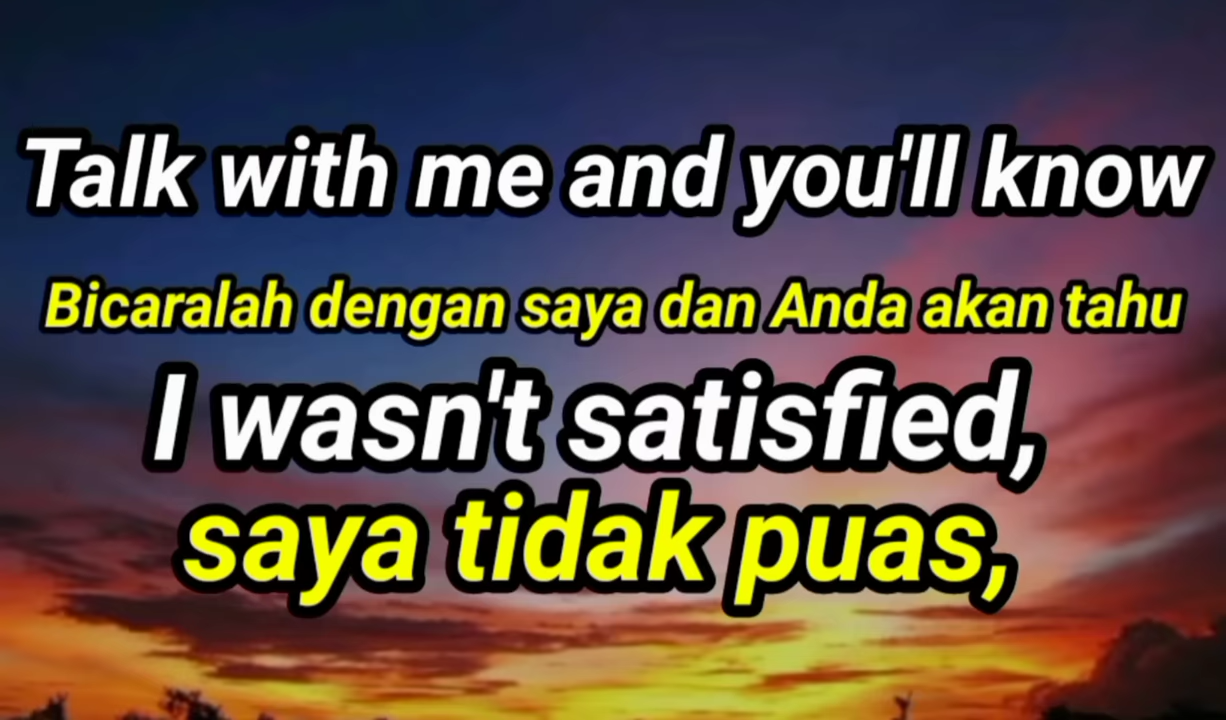 Talk with me and you'll know
Bicaralah dengan saya dan Anda akan tahu
I wasn't satisfied,
saya tidak puas,